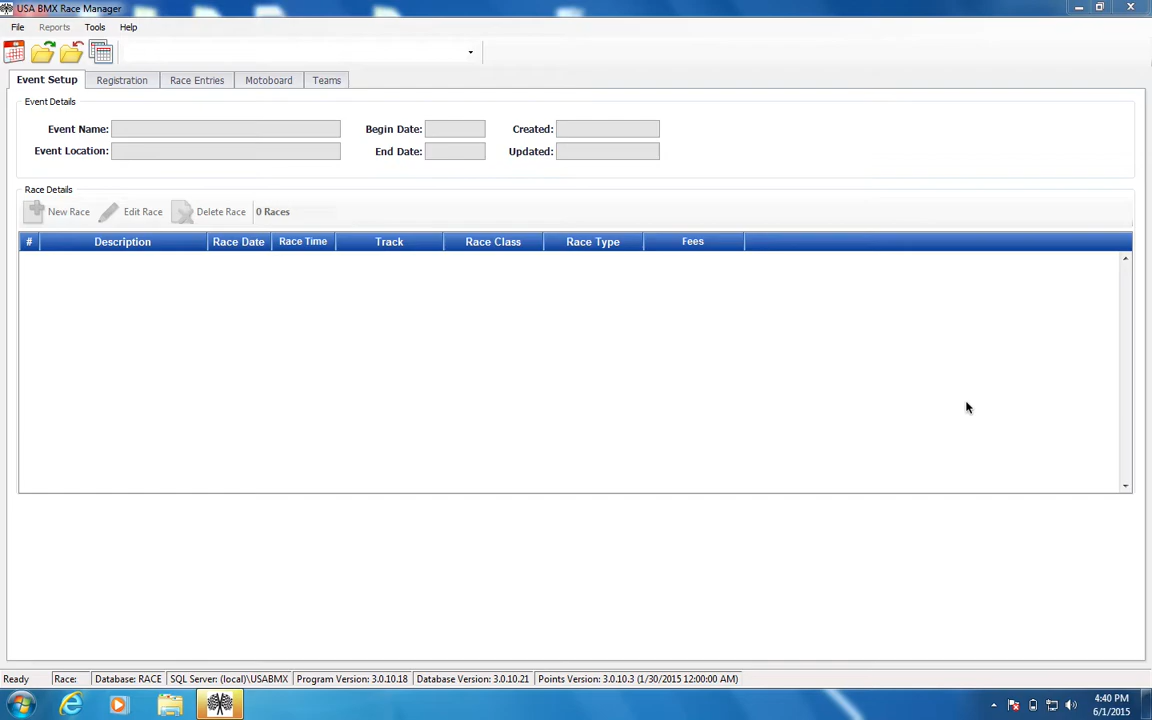 USA BMX Race Manager
File Reports Tools Help
Event Setup Registration Race Entries Motoboard Teams
Event Details
Event Name: Begin Date: Created:
Event Location: End Date: Updated:
Race Details
New Race Edit Race Delete Race 0 Races
# Description Race Date Race Time Track Race Class Race Type Fees
Ready Race: Database: RACE SQL Server: (local)\USABMX Program Version: 3.0.10.18 Database Version: 3.0.10.21 Points Version: 3.0.10.3 (1/30/2015 12:00:00 AM)
4:40 PM
6/1/2015